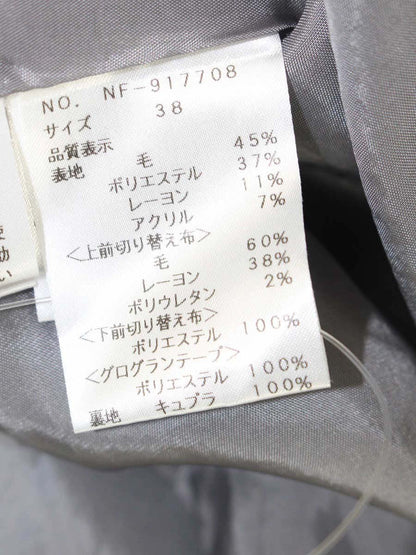 NO. NF-917708
サイズ 38
品質表示
表地 毛 45%
ポリエステル 37%
レーヨン 11%
アクリル 7%
<上前切り替え布>
毛 60%
レーヨン 38%
ポリウレタン 2%
<下前切り替え布>
ポリエステル 100%
<グログランテープ>
ポリエステル 100%
裏地 キュプラ 100%